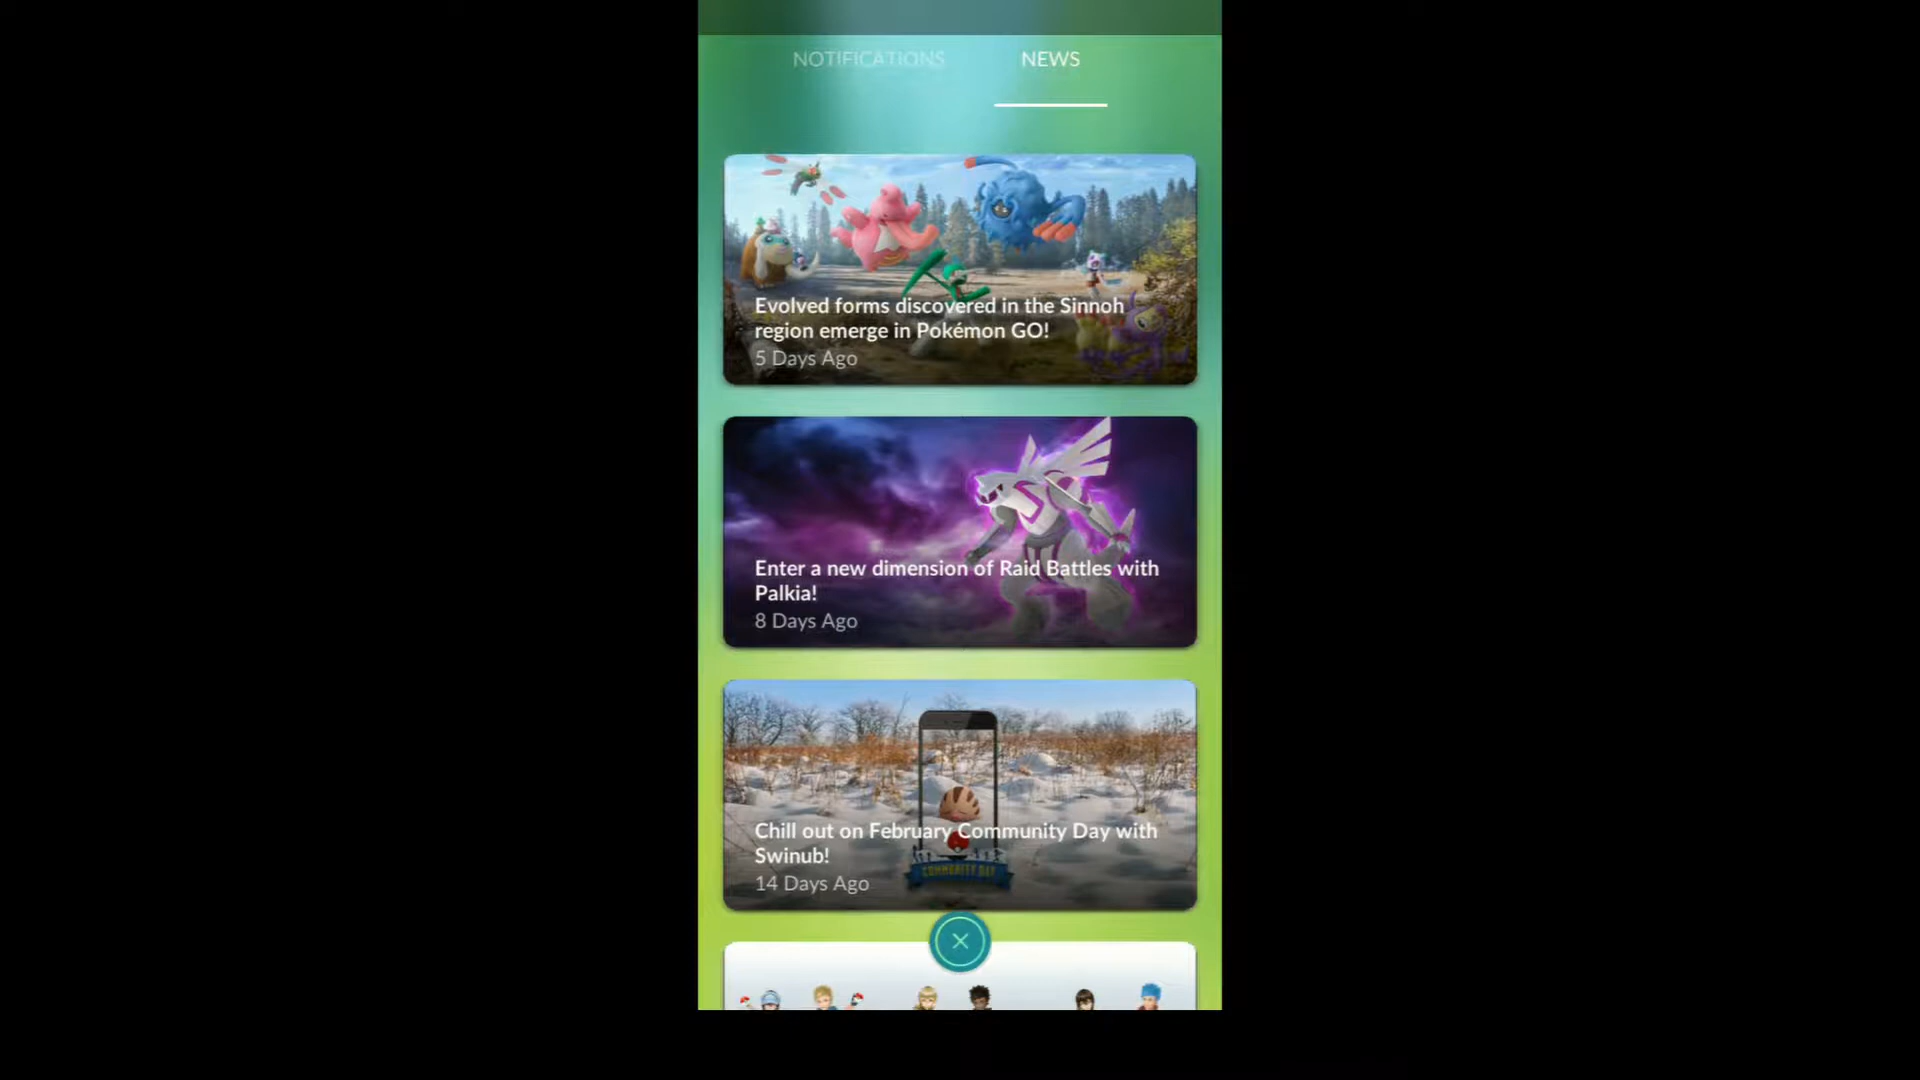 NOTIFICATIONS NEWS
Evolved forms discovered in the Sinnoh
region emerge in Pokémon GO!
5 Days Ago
Enter a new dimension of Raid Battles with
Palkia!
8 Days Ago
Chill out on February Community Day with
Swinub!
14 Days Ago
COMMUNITY DAY